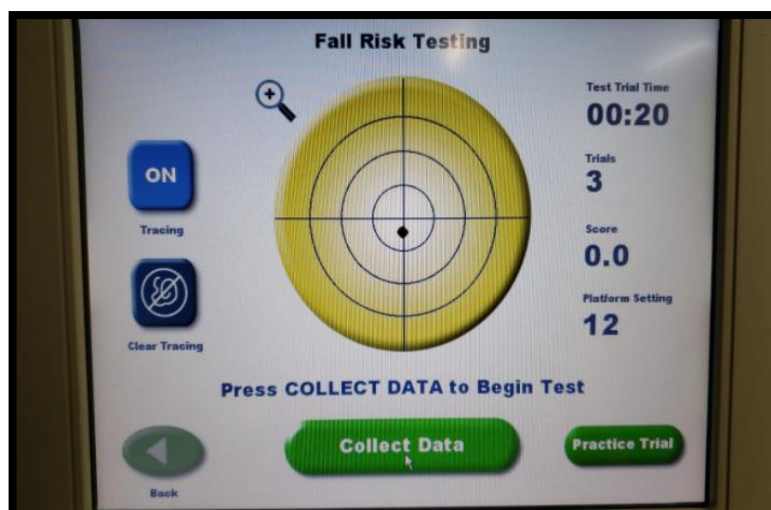 Fall Risk Testing
Test Trial Time
00:20
ON
Trials
3
Tracing
Score
0.0
Platform Setting
12
Clear Tracing
Press COLLECT DATA to Begin Test
Collect Data
Practice Trial
Back